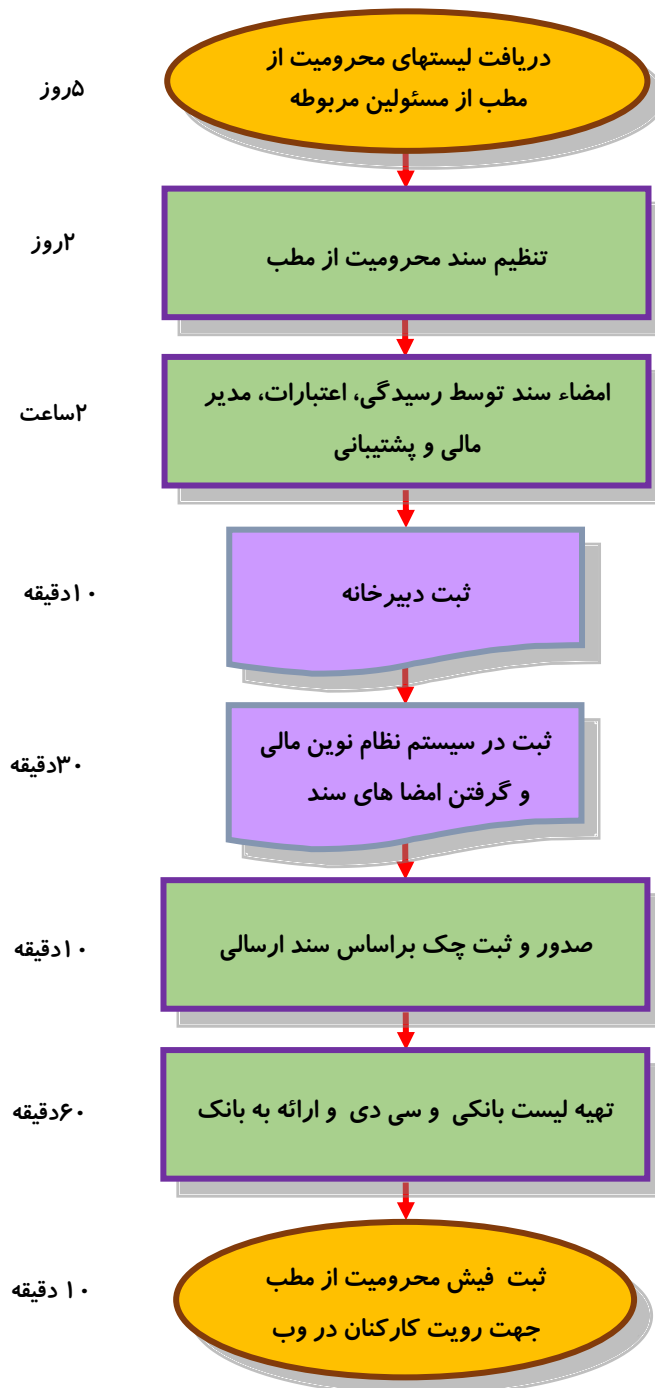 دریافت لیستهای محرومیت از
مطب از مسئولین مربوطه
۵روز
تنظیم سند محرومیت از مطب
۲روز
امضاء سند توسط رسیدگی، اعتبارات، مدیر
مالی و پشتیبانی
۲ساعت
ثبت دبیرخانه
۱۰دقیقه
ثبت در سیستم نظام نوین مالی
و گرفتن امضا های سند
۳۰دقیقه
صدور و ثبت چک براساس سند ارسالی
۱۰دقیقه
تهیه لیست بانکی و سی دی و ارائه به بانک
۶۰دقیقه
ثبت فیش محرومیت از مطب
جهت رویت کارکنان در وب
۱۰ دقیقه